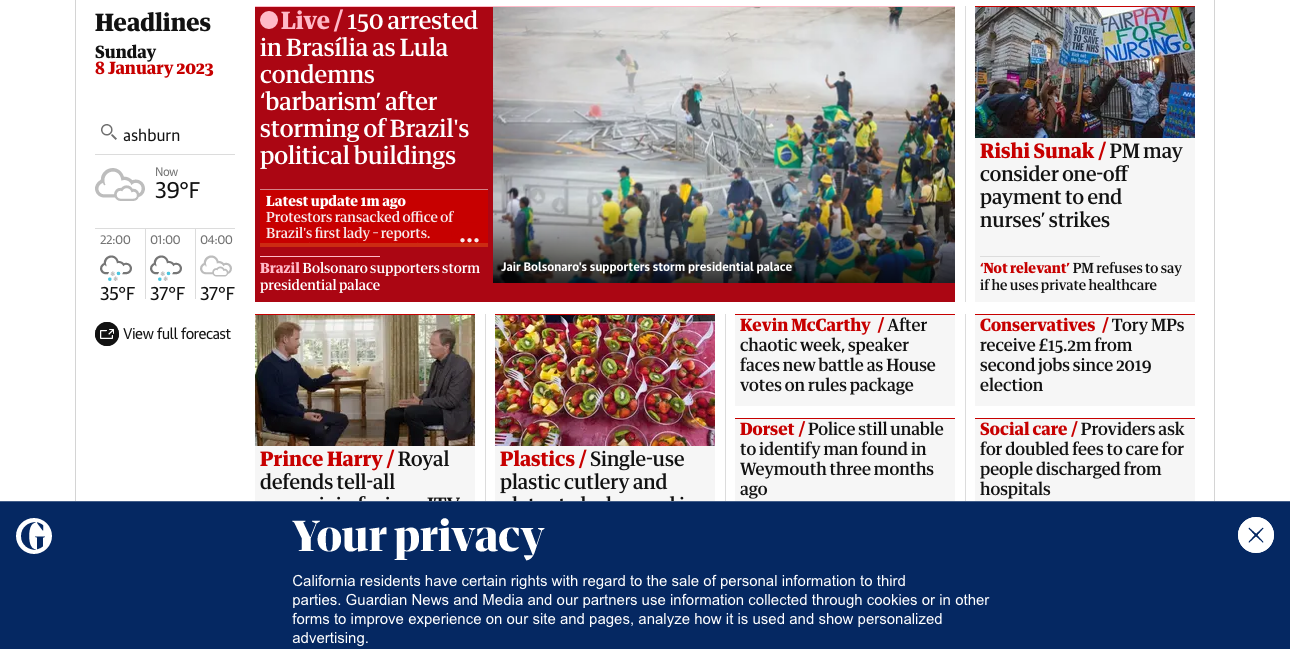 Headlines
Sunday
8 January 2023
ashburn
Now
39°F
22:00
01:00
04:00
35°F
37°F
37°F
View full forecast
Live / 150 arrested
in Brasília as Lula
condemns
‘barbarism’ after
storming of Brazil's
political buildings
Latest update 1m ago
Protestors ransacked office of
Brazil's first lady – reports.
Brazil Bolsonaro supporters storm
presidential palace
Jair Bolsonaro's supporters storm presidential palace
FAIR PAY
FOR
NURSING!
STRIKE
TO SAVE
THE NHS
Rishi Sunak / PM may
consider one-off
payment to end
nurses’ strikes
‘Not relevant’ PM refuses to say
if he uses private healthcare
Prince Harry / Royal
defends tell-all
Plastics / Single-use
plastic cutlery and
Kevin McCarthy / After
chaotic week, speaker
faces new battle as House
votes on rules package
Dorset / Police still unable
to identify man found in
Weymouth three months
ago
Conservatives / Tory MPs
receive £15.2m from
second jobs since 2019
election
Social care / Providers ask
for doubled fees to care for
people discharged from
hospitals
Your privacy
California residents have certain rights with regard to the sale of personal information to third
parties. Guardian News and Media and our partners use information collected through cookies or in other
forms to improve experience on our site and pages, analyze how it is used and show personalized
advertising.